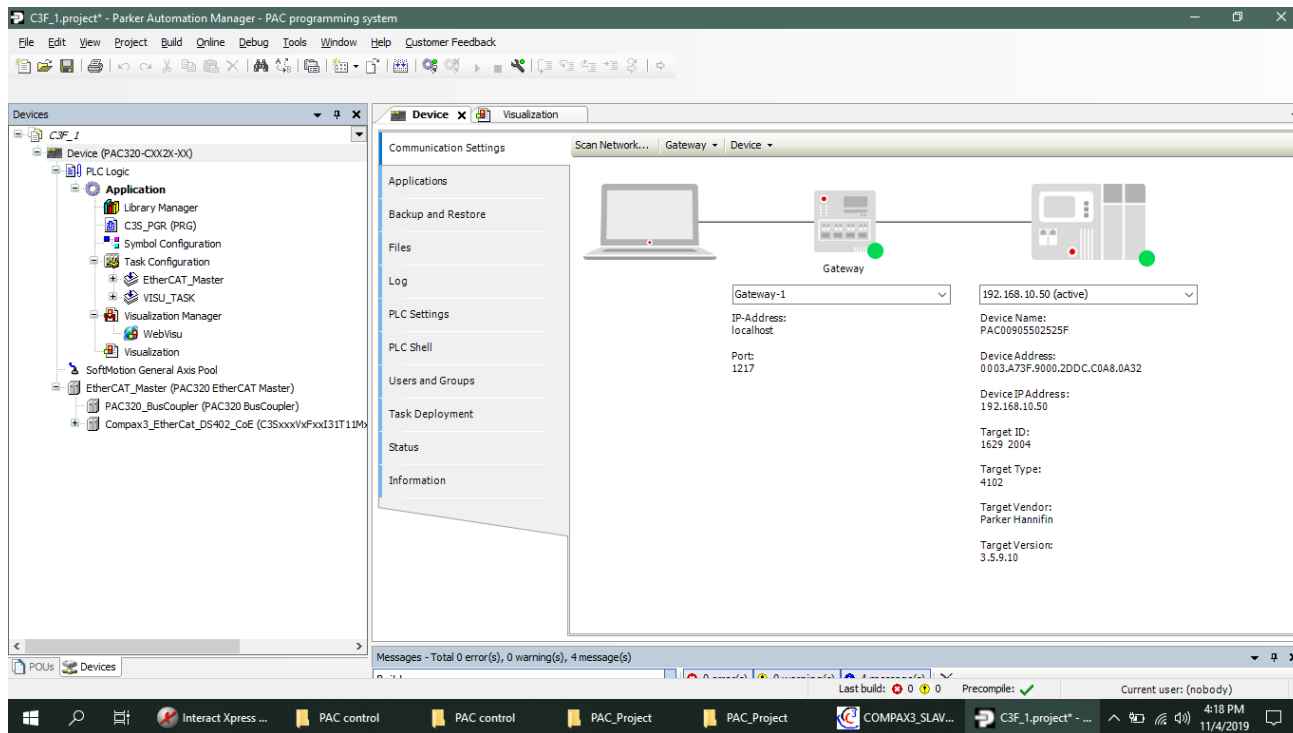 C3F_1.project* - Parker Automation Manager - PAC programming system
File Edit View Project Build Online Debug Tools Window Help Customer Feedback
Devices
Device
Visualization
C3F_1
Device (PAC320-CXX2X-XX)
PLC Logic
Application
Library Manager
C3S_PGR (PRG)
Symbol Configuration
Task Configuration
EtherCAT_Master
VISU_TASK
Visualization Manager
WebVisu
Visualization
SoftMotion General Axis Pool
EtherCAT_Master (PAC320 EtherCAT Master)
PAC320_BusCoupler (PAC320 BusCoupler)
Compax3_EtherCat_DS402_CoE (C3SxxxVxFxxI31T11Mx
POUs Devices
Communication Settings
Applications
Backup and Restore
Files
Log
PLC Settings
PLC Shell
Users and Groups
Task Deployment
Status
Information
Scan Network... Gateway Device
Gateway
Gateway-1
IP-Address:
localhost
Port:
1217
192.168.10.50 (active)
Device Name:
PAC00905502525F
Device Address:
0003.A73F.9000.2DDC.C0A8.0A32
Device IP Address:
192.168.10.50
Target ID:
1629 2004
Target Type:
4102
Target Vendor:
Parker Hannifin
Target Version:
3.5.9.10
Messages - Total 0 error(s), 0 warning(s), 4 message(s)
Last build: 0 0 Precompile: Current user: (nobody)
Interact Xpress ... PAC control PAC control PAC_Project PAC_Project COMPAX3_SLAV... C3F_1.project* - ... 4:18 PM
11/4/2019